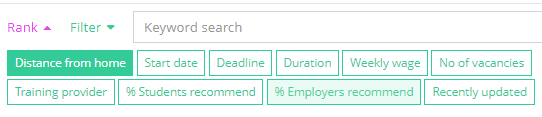 Rank Filter Keyword search
Distance from home Start date Deadline Duration Weekly wage No of vacancies
Training provider % Students recommend % Employers recommend Recently updated